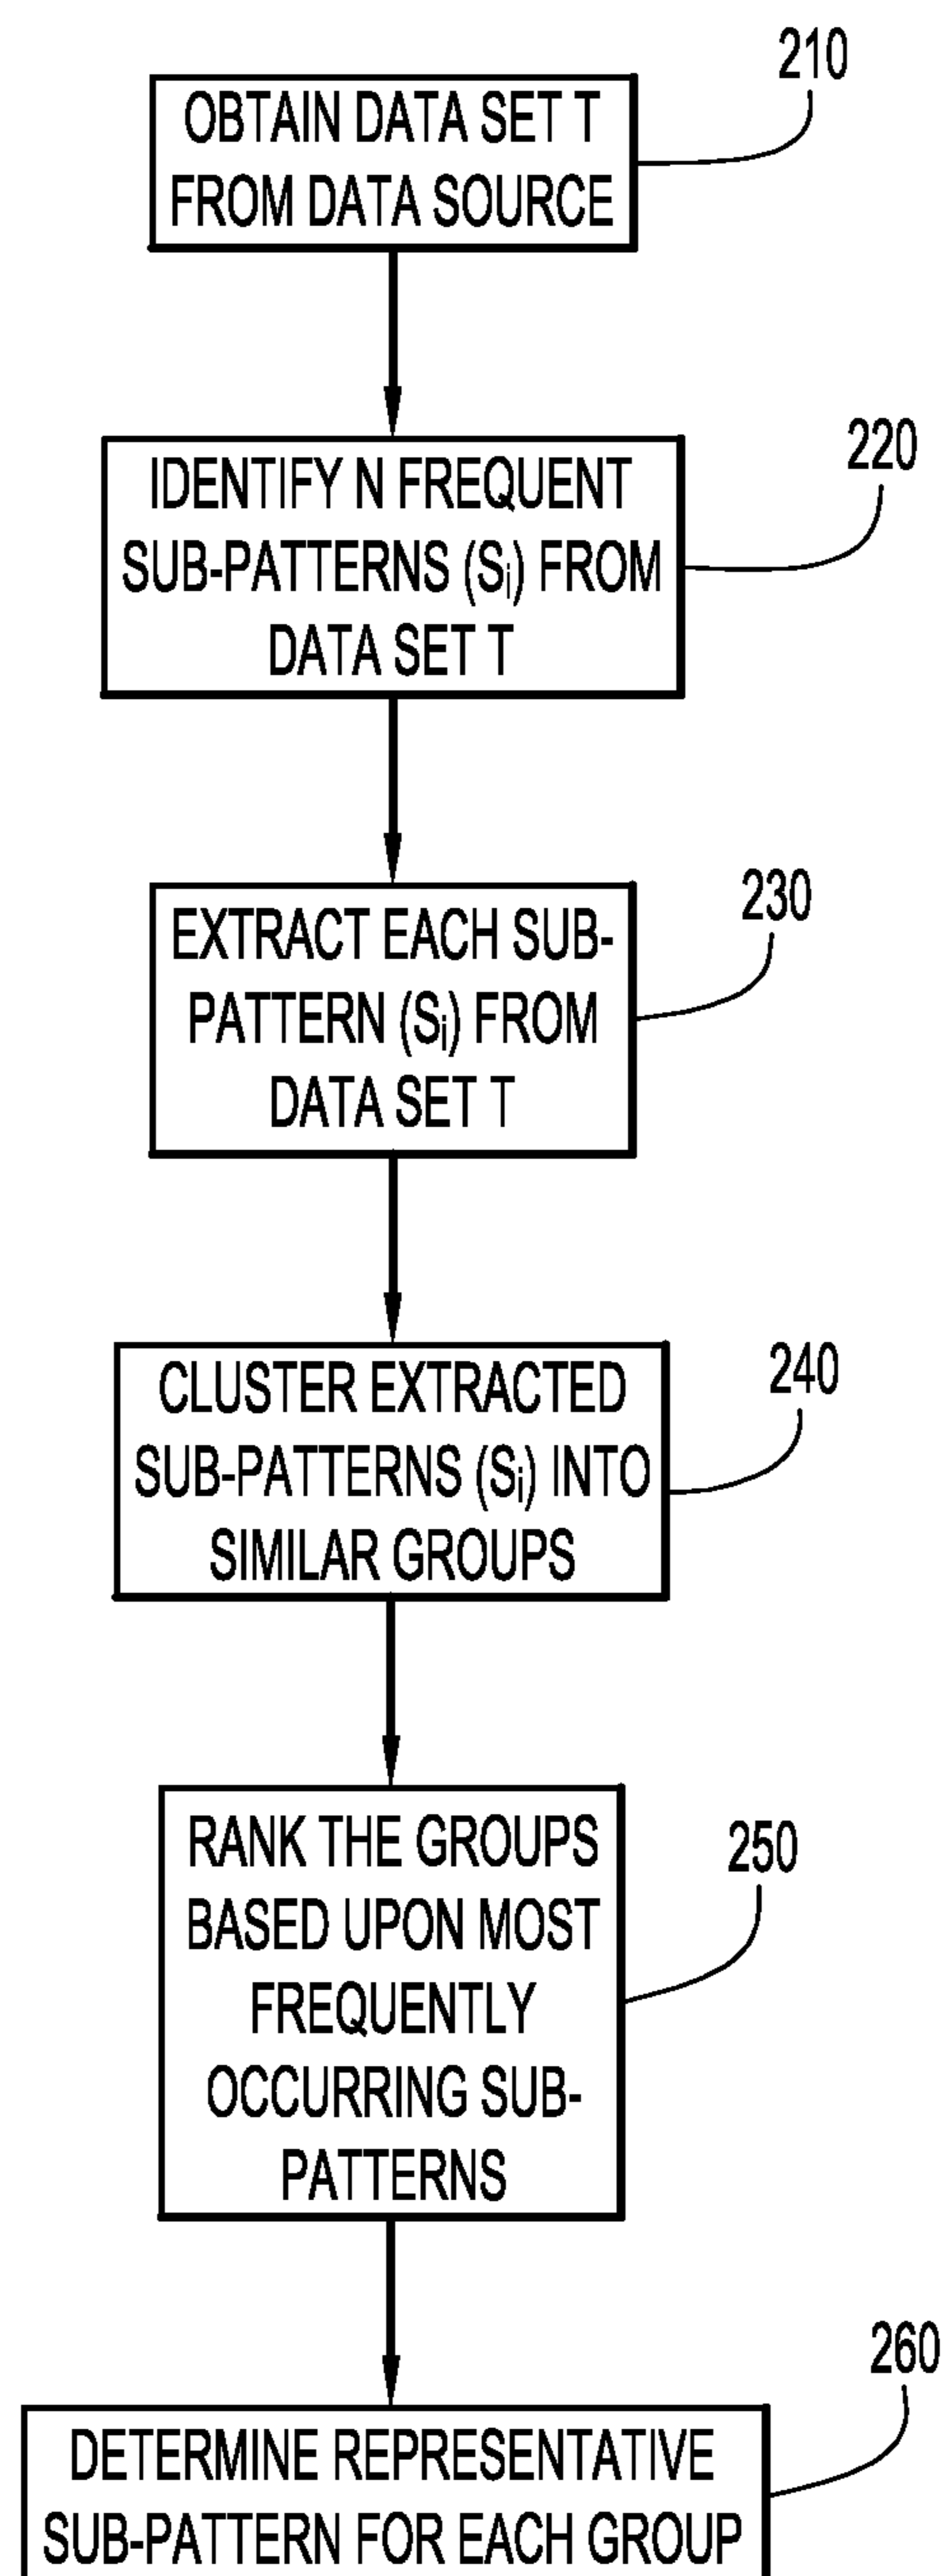 210
OBTAIN DATA SET T
FROM DATA SOURCE
220
IDENTIFY N FREQUENT
SUB-PATTERNS (Si) FROM
DATA SET T
230
EXTRACT EACH SUB-
PATTERN (Si) FROM
DATA SET T
240
CLUSTER EXTRACTED
SUB-PATTERNS (Si) INTO
SIMILAR GROUPS
250
RANK THE GROUPS
BASED UPON MOST
FREQUENTLY
OCCURRING SUB-
PATTERNS
260
DETERMINE REPRESENTATIVE
SUB-PATTERN FOR EACH GROUP